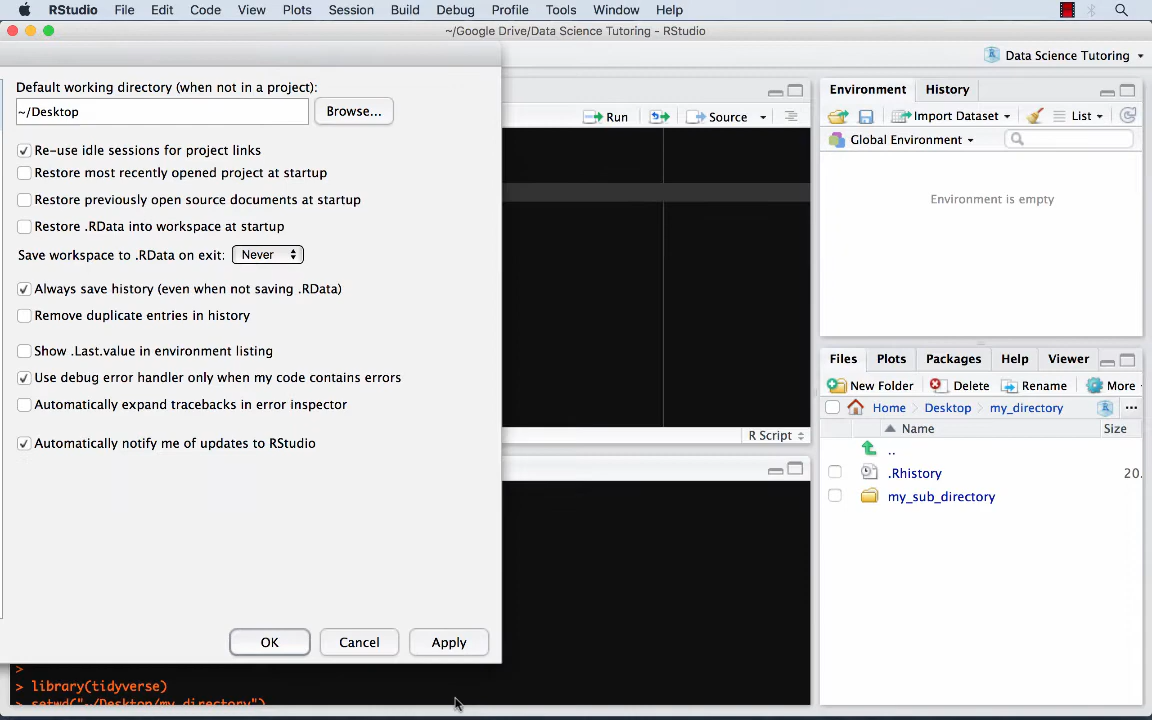 RStudio File Edit Code View Plots Session Build Debug Profile Tools Window Help
~/Google Drive/Data Science Tutoring - RStudio
Data Science Tutoring
Default working directory (when not in a project):
~/Desktop
Browse...
Re-use idle sessions for project links
Restore most recently opened project at startup
Restore previously open source documents at startup
Restore .RData into workspace at startup
Save workspace to .RData on exit: Never
Always save history (even when not saving .RData)
Remove duplicate entries in history
Show .Last.value in environment listing
Use debug error handler only when my code contains errors
Automatically expand tracebacks in error inspector
Automatically notify me of updates to RStudio
OK Cancel Apply
Run Source
R Script
>
> library(tidyverse)
> setwd("~/Desktop/my_directory")
Environment History
Import Dataset List
Global Environment
Environment is empty
Files Plots Packages Help Viewer
New Folder Delete Rename More
Home Desktop my_directory ...
Name Size
..
.Rhistory 20.
my_sub_directory